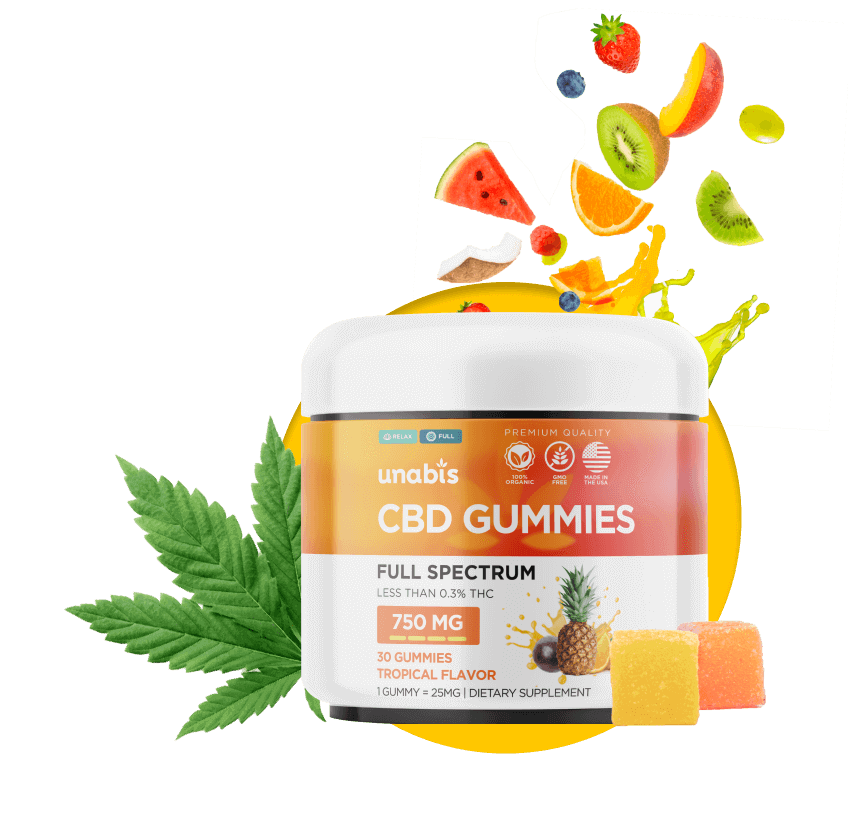 RELAX
FULL
PREMIUM QUALITY
unabis
100%
ORGANIC
GMO
FREE
MADE IN
THE USA
CBD GUMMIES
FULL SPECTRUM
LESS THAN 0.3% THC
750 MG
30 GUMMIES
TROPICAL FLAVOR
1 GUMMY = 25MG | DIETARY SUPPLEMENT